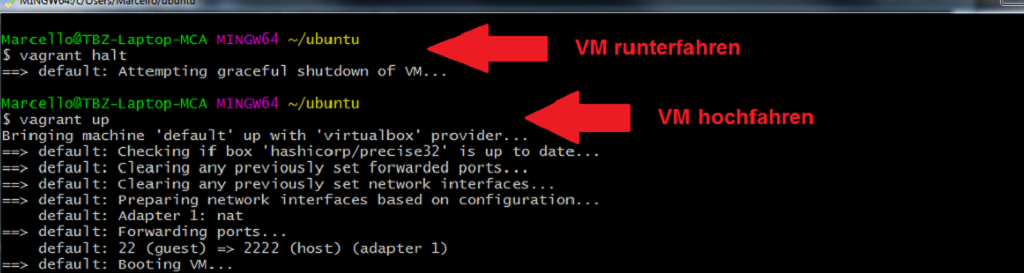 MINGW64:/c/Users/Marcello/ubuntu
Marcello@TBZ-Laptop-MCA MINGW64 ~/ubuntu
$ vagrant halt
VM runterfahren
==> default: Attempting graceful shutdown of VM...
Marcello@TBZ-Laptop-MCA MINGW64 ~/ubuntu
$ vagrant up
VM hochfahren
Bringing machine 'default' up with 'virtualbox' provider...
==> default: Checking if box 'hashicorp/precise32' is up to date...
==> default: Clearing any previously set forwarded ports...
==> default: Clearing any previously set network interfaces...
==> default: Preparing network interfaces based on configuration...
default: Adapter 1: nat
==> default: Forwarding ports...
default: 22 (guest) => 2222 (host) (adapter 1)
==> default: Booting VM...